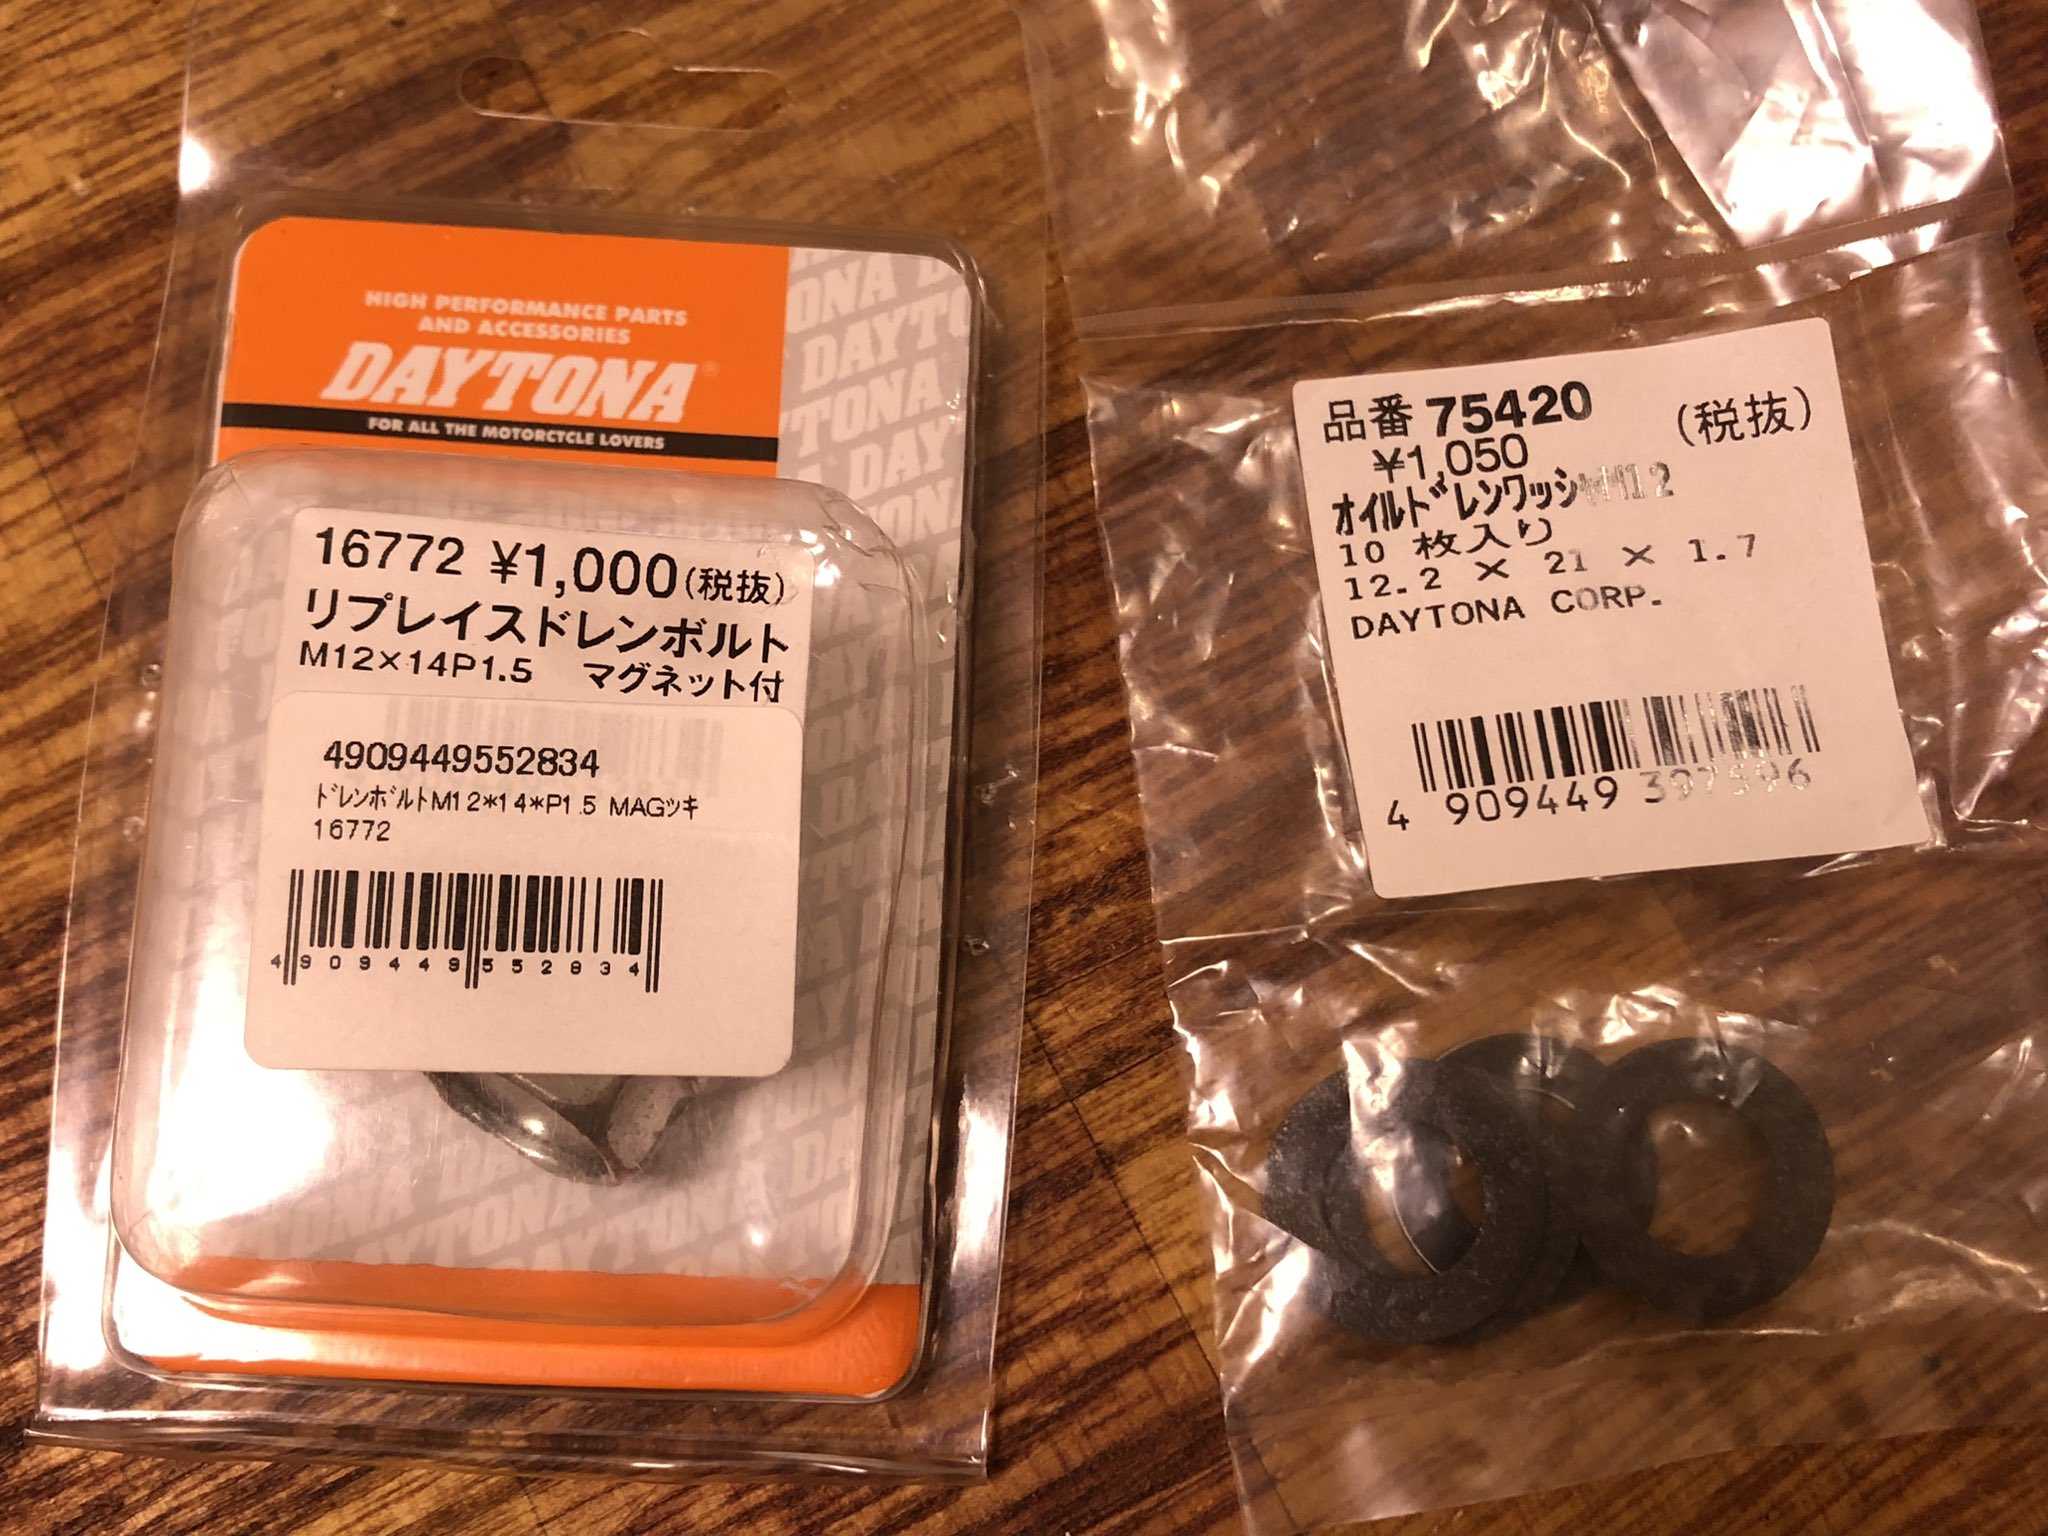 HIGH PERFORMANCE PARTS
AND ACCESSORIES
DAYTONA®
FOR ALL THE MOTORCTCLE LOVERS
16772 ¥1,000(税抜)
リプレイスドレンボルト
M12×14P1.5 マグネット付
4909449552834
ドレンボルトM12*14*P1.5 MAGツキ
16772
4909449552834
品番 75420 (税抜)
¥1,050
オイルドレンワッシャM12
10 枚入り
12.2 × 21 × 1.7
DAYTONA CORP.
4 909449 397596